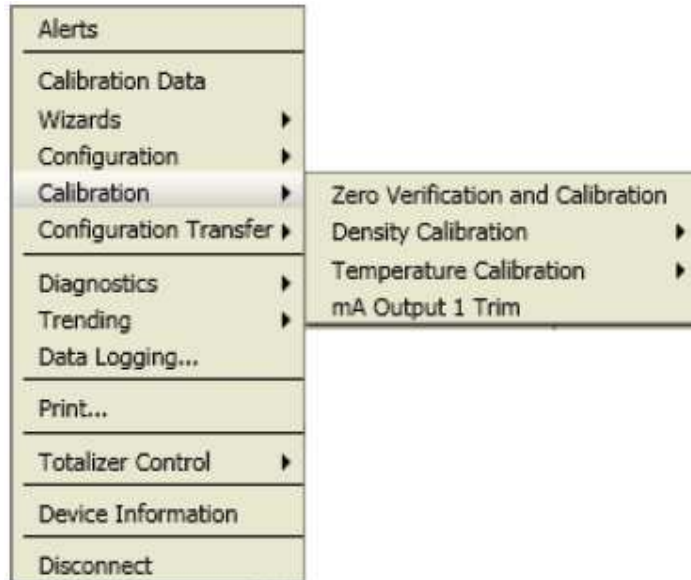 Alerts
Calibration Data
Wizards
Configuration
Calibration
Configuration Transfer
Diagnostics
Trending
Data Logging...
Print...
Totalizer Control
Device Information
Disconnect
Zero Verification and Calibration
Density Calibration
Temperature Calibration
mA Output 1 Trim